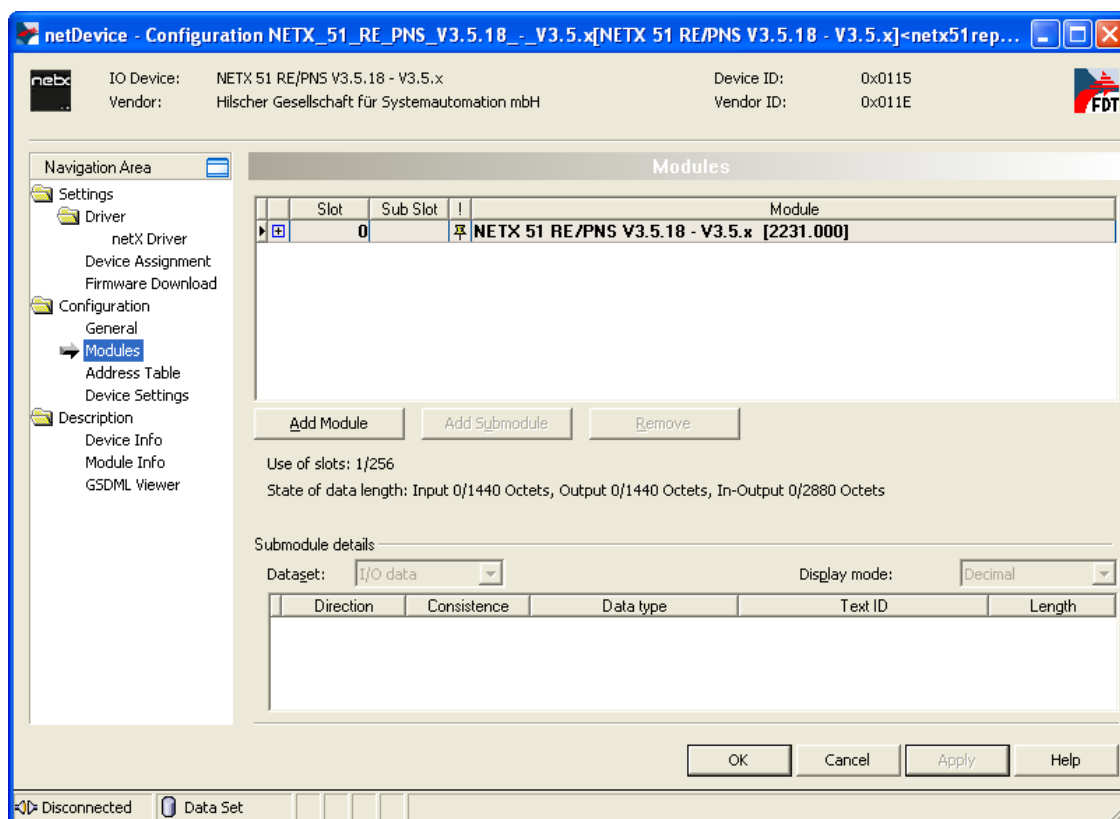 netDevice - Configuration NETX_51_RE_PNS_V3.5.18_-_V3.5.x[NETX 51 RE/PNS V3.5.18 - V3.5.x]<netx51rep...
netx
IO Device: NETX 51 RE/PNS V3.5.18 - V3.5.x Device ID: 0x0115
Vendor: Hilscher Gesellschaft für Systemautomation mbH Vendor ID: 0x011E
FDT
Navigation Area
Settings
Driver
netX Driver
Device Assignment
Firmware Download
Configuration
General
Modules
Address Table
Device Settings
Description
Device Info
Module Info
GSDML Viewer
Modules
Slot Sub Slot ! Module
0 NETX 51 RE/PNS V3.5.18 - V3.5.x [2231.000]
Add Module Add Submodule Remove
Use of slots: 1/256
State of data length: Input 0/1440 Octets, Output 0/1440 Octets, In-Output 0/2880 Octets
Submodule details
Dataset: I/O data Display mode: Decimal
Direction Consistence Data type Text ID Length
OK Cancel Apply Help
Disconnected Data Set